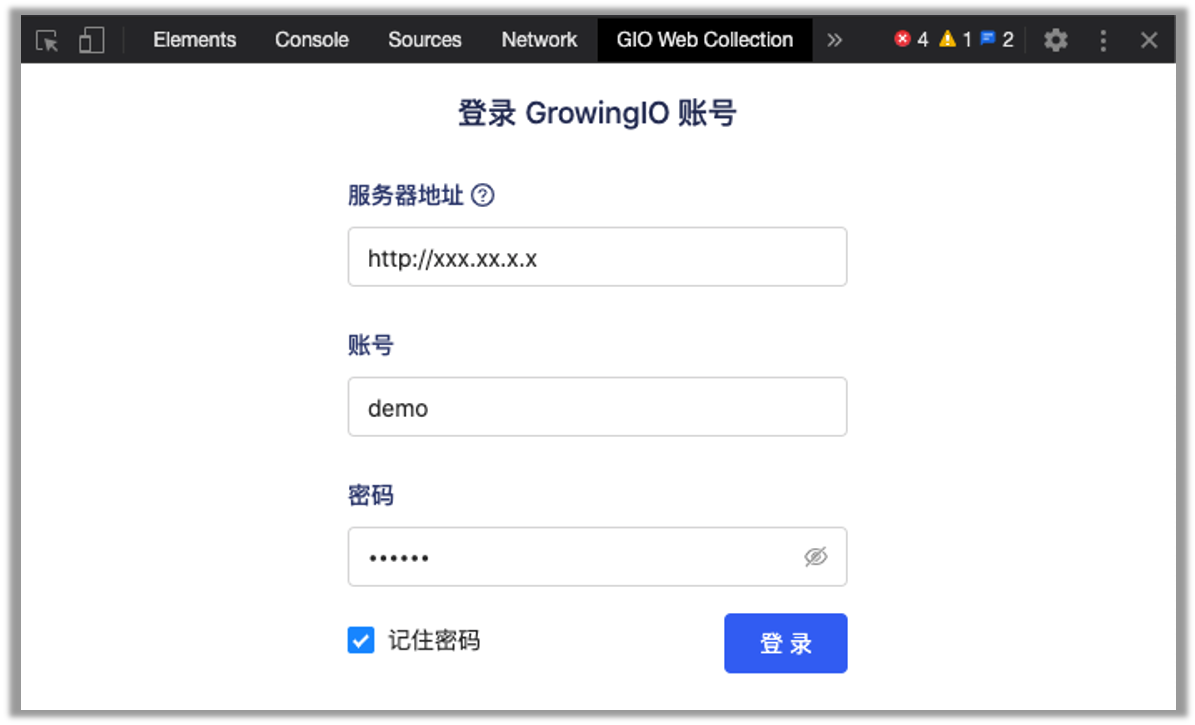 Elements Console Sources Network GIO Web Collection » 4 1 2
登录 GrowingIO 账号
服务器地址
http://xxx.xx.x.x
账号
demo
密码
••••••
记住密码 登 录